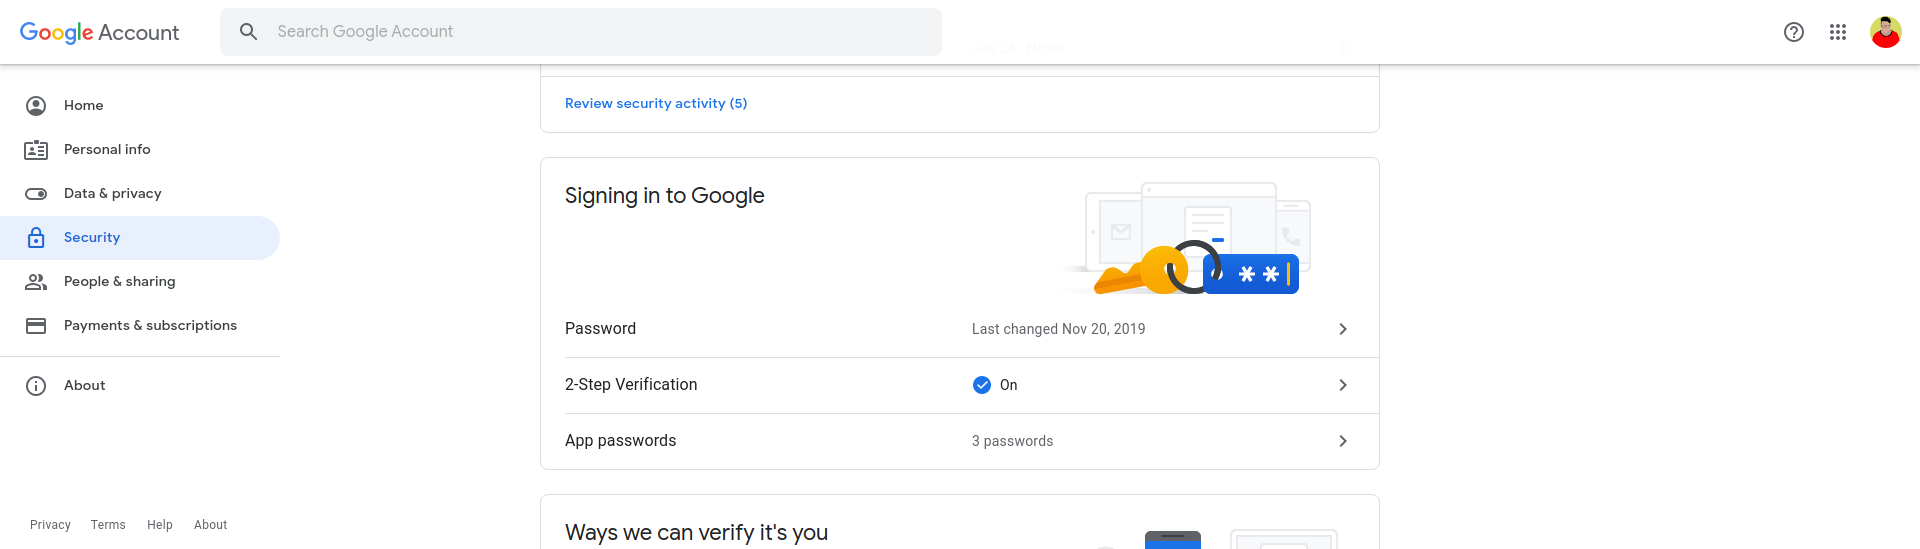 Google Account
Search Google Account
Jan 24 · Nepal
Home
Personal info
Data & privacy
Security
People & sharing
Payments & subscriptions
About
Privacy Terms Help About
Review security activity (5)
Signing in to Google
Password Last changed Nov 20, 2019
2-Step Verification On
App passwords 3 passwords
Ways we can verify it's you